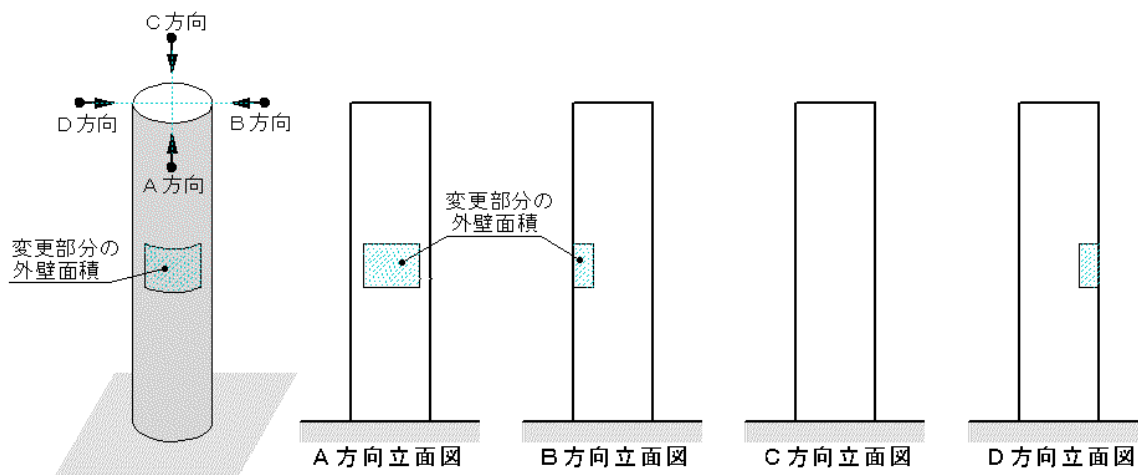 C方向
D方向
B方向
A方向
変更部分の
外壁面積
変更部分の
外壁面積
A方向立面図
B方向立面図
C方向立面図
D方向立面図